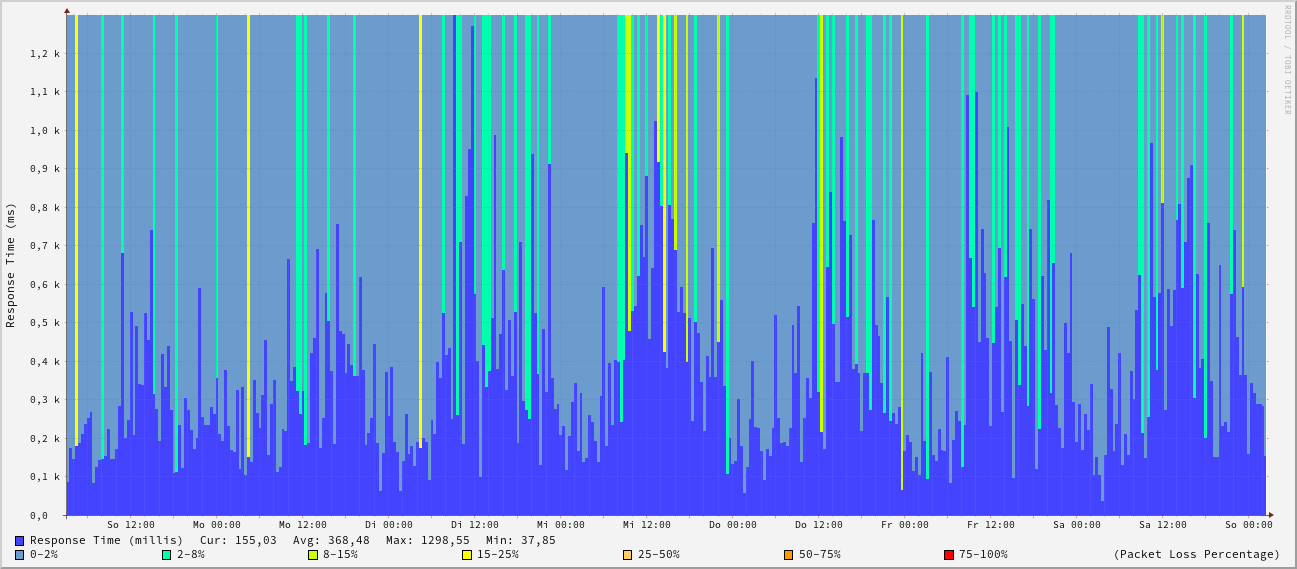 RRDTOOL / TOBI OETIKER
Response Time (ms)
1,2 k
1,1 k
1,0 k
0,9 k
0,8 k
0,7 k
0,6 k
0,5 k
0,4 k
0,3 k
0,2 k
0,1 k
0,0
So 12:00 Mo 00:00 Mo 12:00 Di 00:00 Di 12:00 Mi 00:00 Mi 12:00 Do 00:00 Do 12:00 Fr 00:00 Fr 12:00 Sa 00:00 Sa 12:00 So 00:00
Response Time (millis) Cur: 155,03 Avg: 368,48 Max: 1298,55 Min: 37,85
0-2% 2-8% 8-15% 15-25% 25-50% 50-75% 75-100% (Packet Loss Percentage)